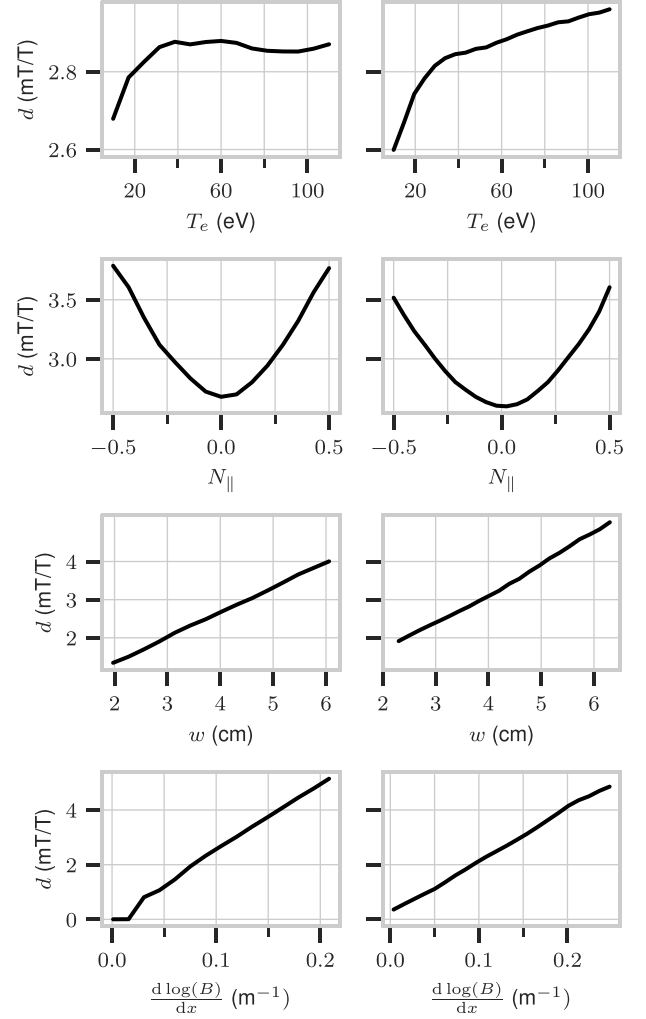 d (mT/T)
2.8
2.6
20 60 100
20 60 100
T_e (eV)
T_e (eV)
d (mT/T)
3.5
3.0
−0.5 0.0 0.5
−0.5 0.0 0.5
N_∥
N_∥
d (mT/T)
4
3
2
2 3 4 5 6
2 3 4 5 6
w (cm)
w (cm)
d (mT/T)
4
2
0
0.0 0.1 0.2
0.0 0.1 0.2
d log(B)/dx (m⁻¹)
d log(B)/dx (m⁻¹)